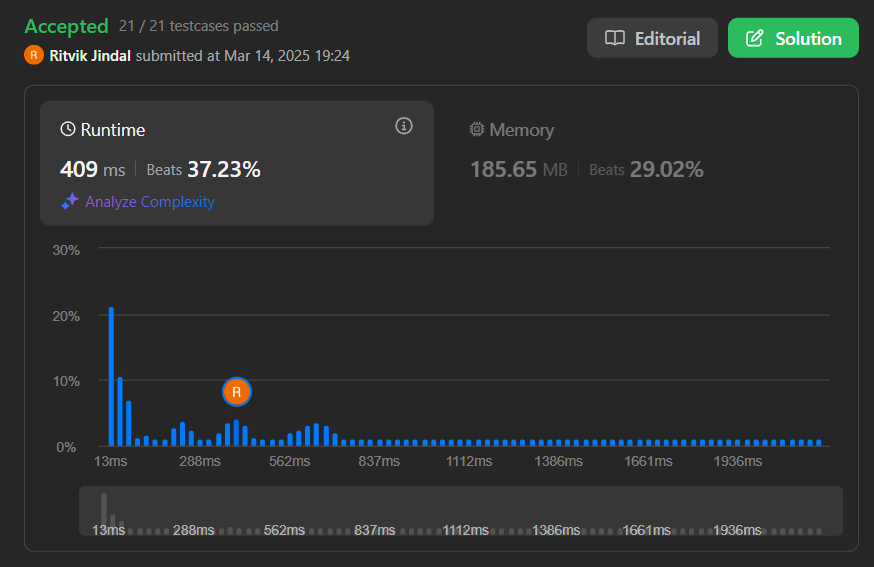 Accepted 21 / 21 testcases passed
Editorial
Solution
R Ritvik Jindal submitted at Mar 14, 2025 19:24
Runtime
409 ms Beats 37.23%
Analyze Complexity
Memory
185.65 MB Beats 29.02%
30%
20%
10%
0%
R
13ms 288ms 562ms 837ms 1112ms 1386ms 1661ms 1936ms
13ms 288ms 562ms 837ms 1112ms 1386ms 1661ms 1936ms